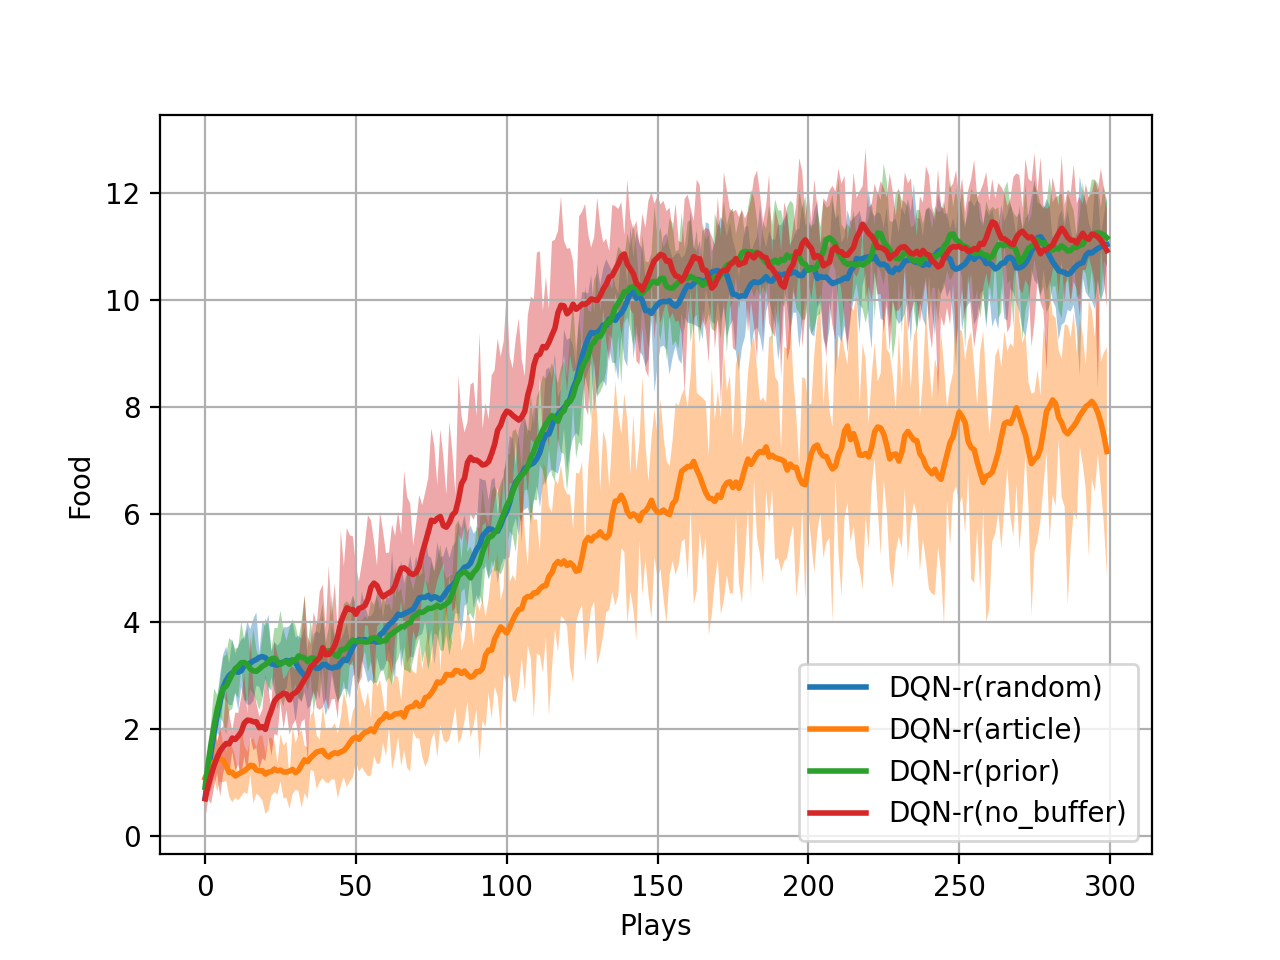 12
10
8
6
4
2
0
Food
0 50 100 150 200 250 300
Plays
DQN-r(random)
DQN-r(article)
DQN-r(prior)
DQN-r(no_buffer)